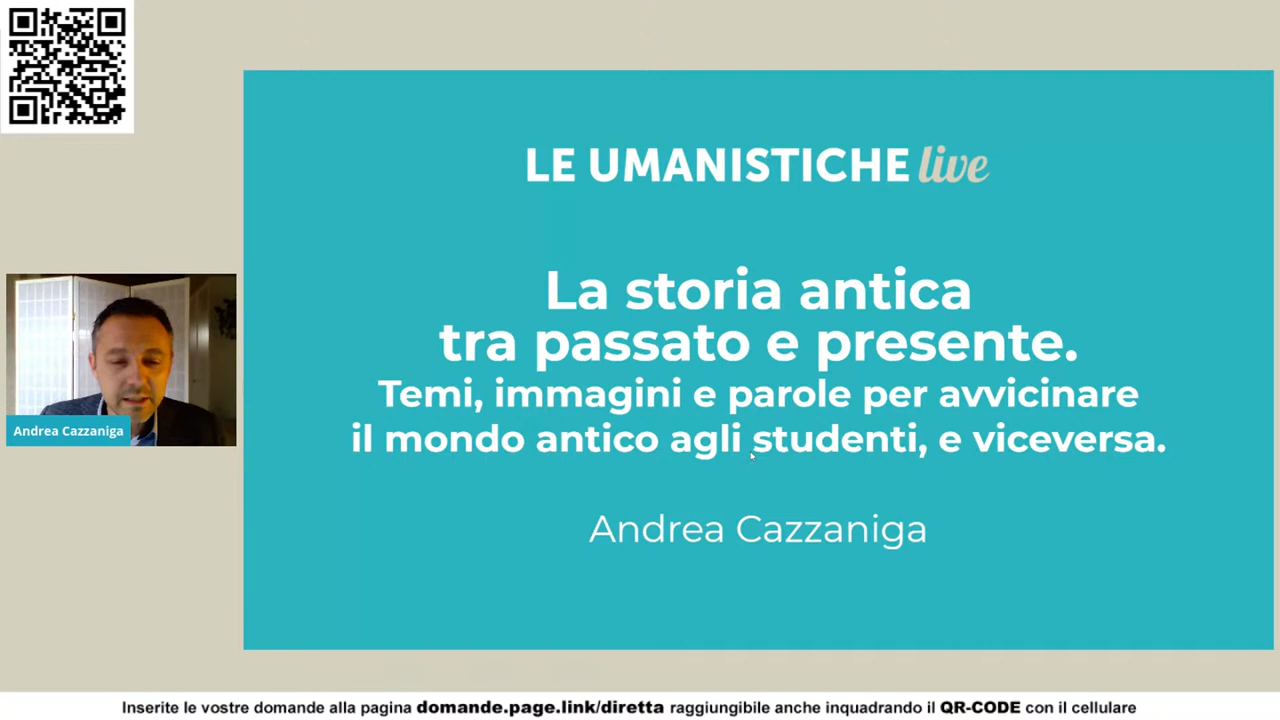 LE UMANISTICHE live
La storia antica
tra passato e presente.
Temi, immagini e parole per avvicinare
il mondo antico agli studenti, e viceversa.
Andrea Cazzaniga
Andrea Cazzaniga
Inserite le vostre domande alla pagina domande.page.link/diretta raggiungibile anche inquadrando il QR-CODE con il cellulare